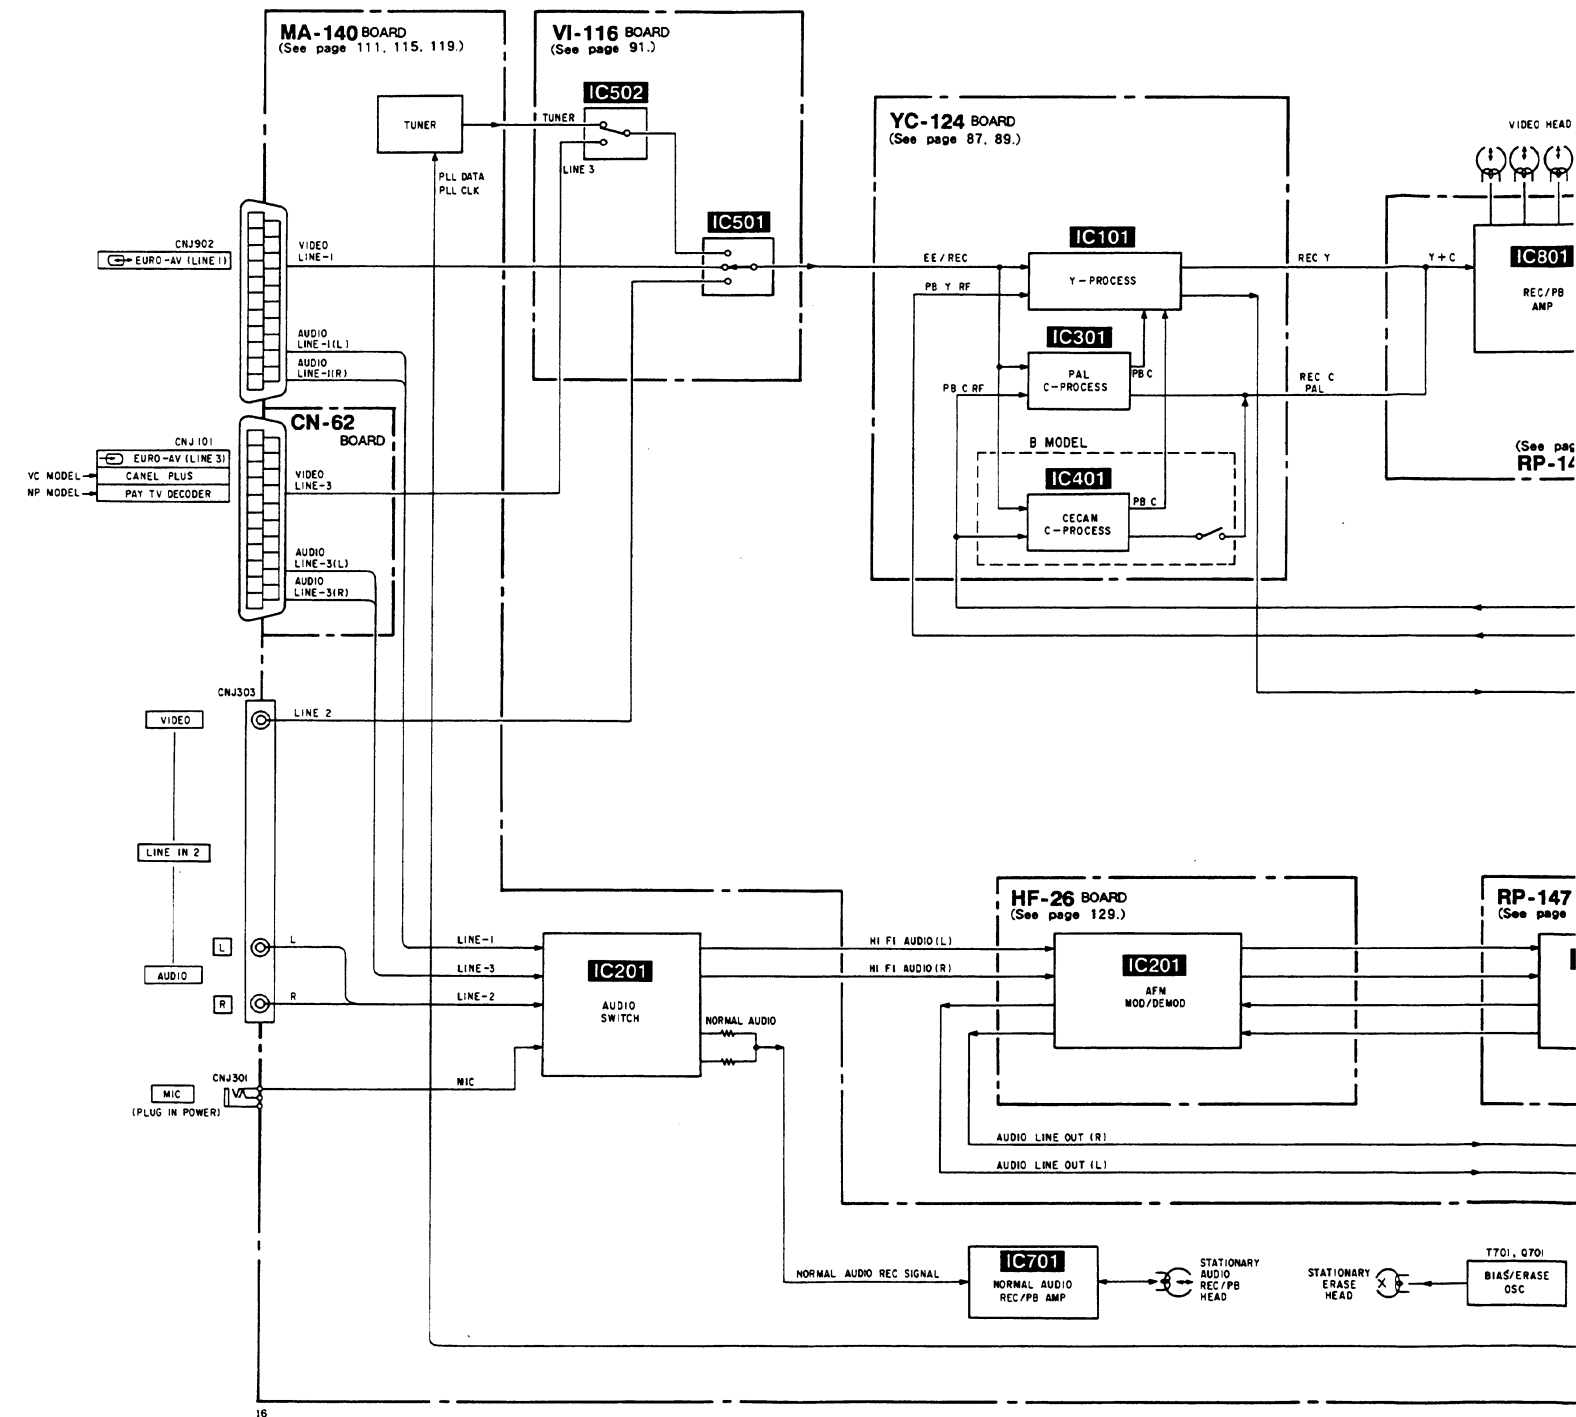 MA-140 BOARD
(See page 111, 115, 119.)
TUNER
PLL DATA
PLL CLK
VI-116 BOARD
(See page 91.)
IC502
TUNER
LINE 3
IC501
CNJ902
EURO-AV (LINE 1)
VIDEO
LINE-1
AUDIO
LINE-1(L)
AUDIO
LINE-1(R)
CN-62
BOARD
CNJ101
EURO-AV (LINE 3)
VC MODEL
CANEL PLUS
NP MODEL
PAY TV DECODER
VIDEO
LINE-3
AUDIO
LINE-3(L)
AUDIO
LINE-3(R)
YC-124 BOARD
(See page 87, 89.)
EE/REC
PB Y RF
IC101
Y-PROCESS
IC301
PAL
C-PROCESS
PB C
PB C RF
B MODEL
IC401
CECAM
C-PROCESS
PB C
REC Y
Y+C
REC C
PAL
VIDEO HEAD
IC801
REC/PB
AMP
(See pag
RP-14
CNJ303
VIDEO
LINE 2
LINE IN 2
L
L
AUDIO
R
R
LINE-1
LINE-3
LINE-2
IC201
AUDIO
SWITCH
NORMAL AUDIO
CNJ301
MIC
(PLUG IN POWER)
MIC
HF-26 BOARD
(See page 129.)
HI FI AUDIO(L)
HI FI AUDIO(R)
IC201
AFM
MOD/DEMOD
RP-147
(See page
AUDIO LINE OUT (R)
AUDIO LINE OUT (L)
NORMAL AUDIO REC SIGNAL
IC701
NORMAL AUDIO
REC/PB AMP
STATIONARY
AUDIO
REC/PB
HEAD
STATIONARY
ERASE
HEAD
T701, Q701
BIAS/ERASE
OSC
16